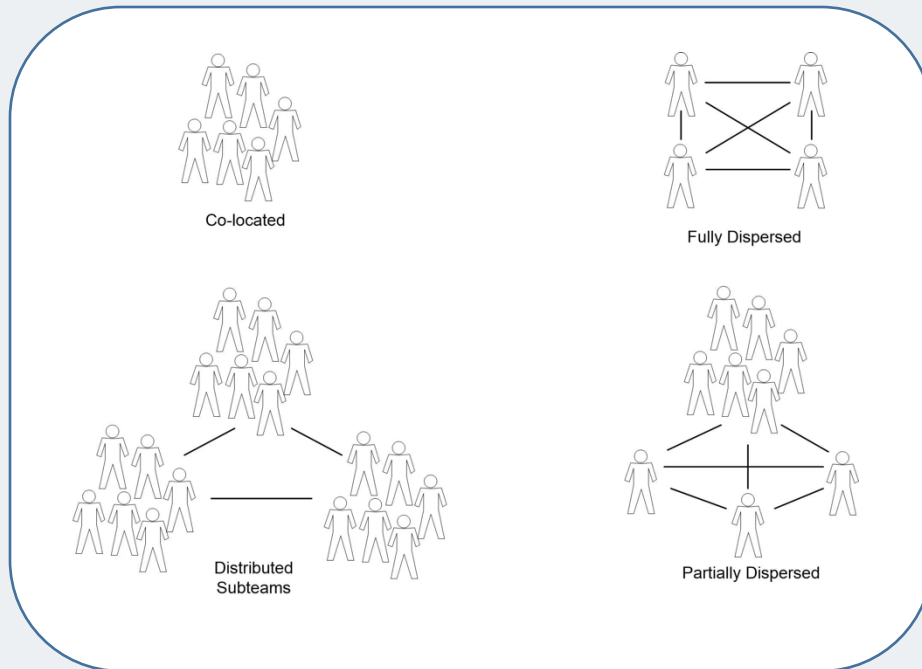 Co-located
Fully Dispersed
Distributed
Subteams
Partially Dispersed